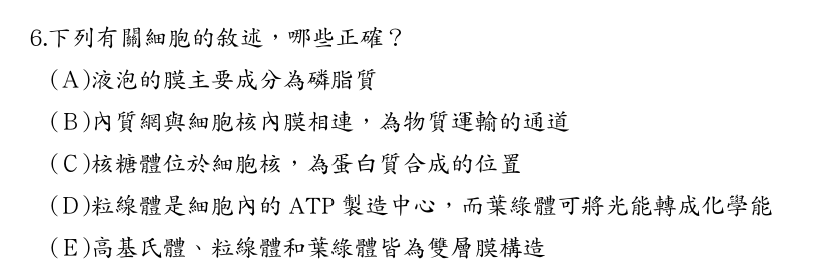 6.下列有關細胞的敘述，哪些正確？
(A)液泡的膜主要成分為磷脂質
(B)內質網與細胞核內膜相連，為物質運輸的通道
(C)核糖體位於細胞核，為蛋白質合成的位置
(D)粒線體是細胞內的 ATP 製造中心，而葉綠體可將光能轉成化學能
(E)高基氏體、粒線體和葉綠體皆為雙層膜構造